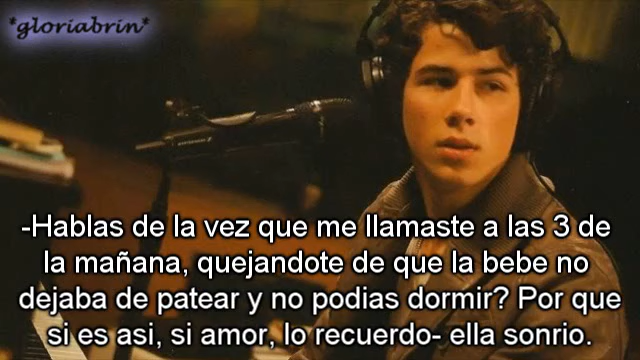 *gloriabrin*
-Hablas de la vez que me llamaste a las 3 de
la mañana, quejandote de que la bebe no
dejaba de patear y no podias dormir? Por que
si es asi, si amor, lo recuerdo- ella sonrio.